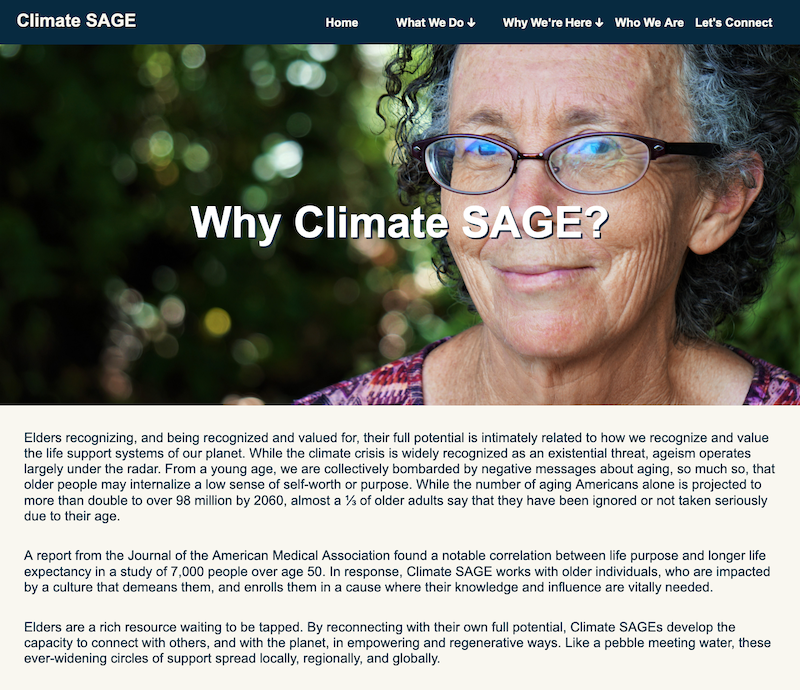 Climate SAGE
Home What We Do ↓ Why We're Here ↓ Who We Are Let's Connect
Why Climate SAGE?
Elders recognizing, and being recognized and valued for, their full potential is intimately related to how we recognize and value
the life support systems of our planet. While the climate crisis is widely recognized as an existential threat, ageism operates
largely under the radar. From a young age, we are collectively bombarded by negative messages about aging, so much so, that
older people may internalize a low sense of self-worth or purpose. While the number of aging Americans alone is projected to
more than double to over 98 million by 2060, almost a ⅓ of older adults say that they have been ignored or not taken seriously
due to their age.
A report from the Journal of the American Medical Association found a notable correlation between life purpose and longer life
expectancy in a study of 7,000 people over age 50. In response, Climate SAGE works with older individuals, who are impacted
by a culture that demeans them, and enrolls them in a cause where their knowledge and influence are vitally needed.
Elders are a rich resource waiting to be tapped. By reconnecting with their own full potential, Climate SAGEs develop the
capacity to connect with others, and with the planet, in empowering and regenerative ways. Like a pebble meeting water, these
ever-widening circles of support spread locally, regionally, and globally.